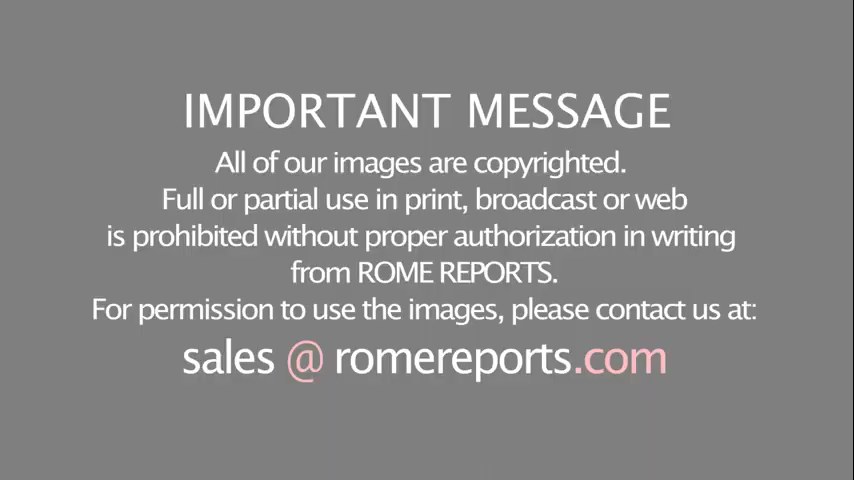 IMPORTANT MESSAGE
All of our images are copyrighted.
Full or partial use in print, broadcast or web
is prohibited without proper authorization in writing
from ROME REPORTS.
For permission to use the images, please contact us at:
sales @ romereports.com